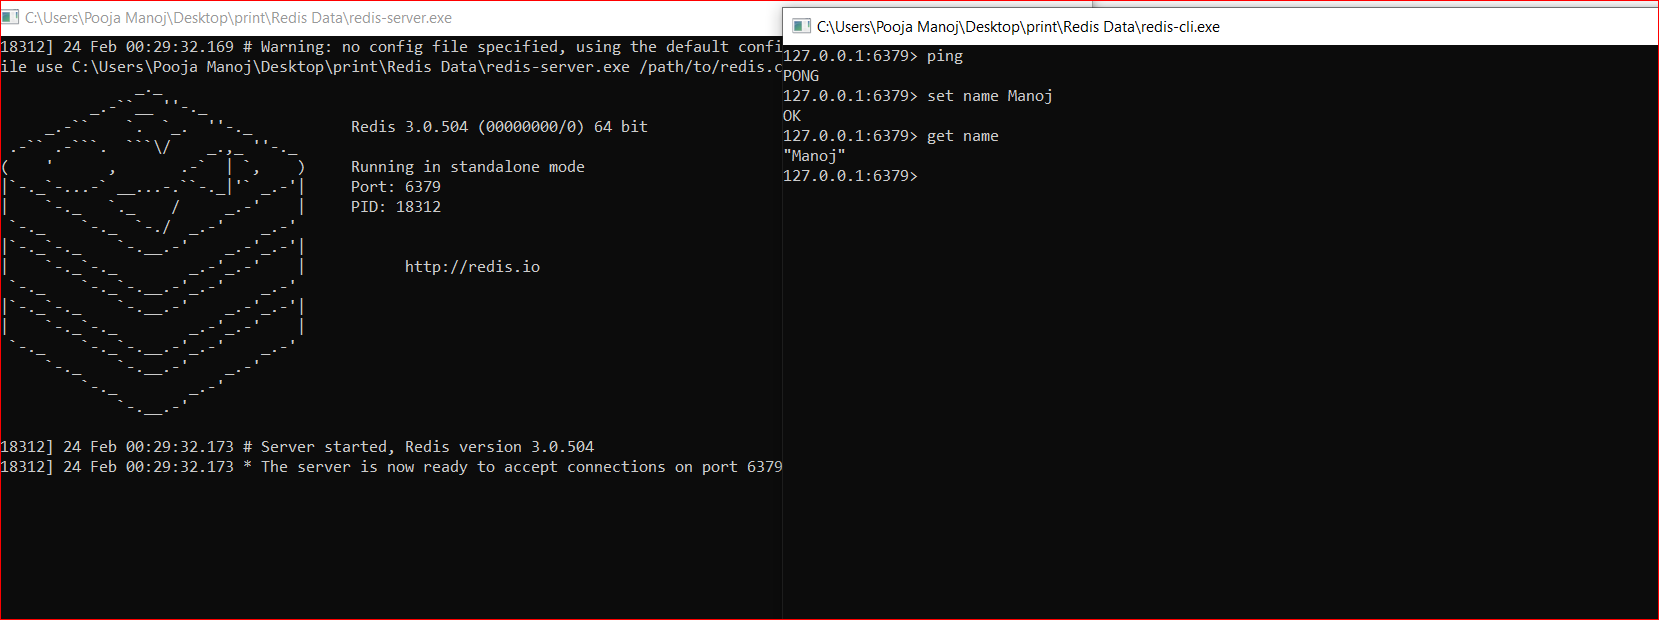 C:\Users\Pooja Manoj\Desktop\print\Redis Data\redis-server.exe
18312] 24 Feb 00:29:32.169 # Warning: no config file specified, using the default confi
ile use C:\Users\Pooja Manoj\Desktop\print\Redis Data\redis-server.exe /path/to/redis.c
Redis 3.0.504 (00000000/0) 64 bit
Running in standalone mode
Port: 6379
PID: 18312
http://redis.io
18312] 24 Feb 00:29:32.173 # Server started, Redis version 3.0.504
18312] 24 Feb 00:29:32.173 * The server is now ready to accept connections on port 6379
C:\Users\Pooja Manoj\Desktop\print\Redis Data\redis-cli.exe
127.0.0.1:6379> ping
PONG
127.0.0.1:6379> set name Manoj
OK
127.0.0.1:6379> get name
"Manoj"
127.0.0.1:6379>